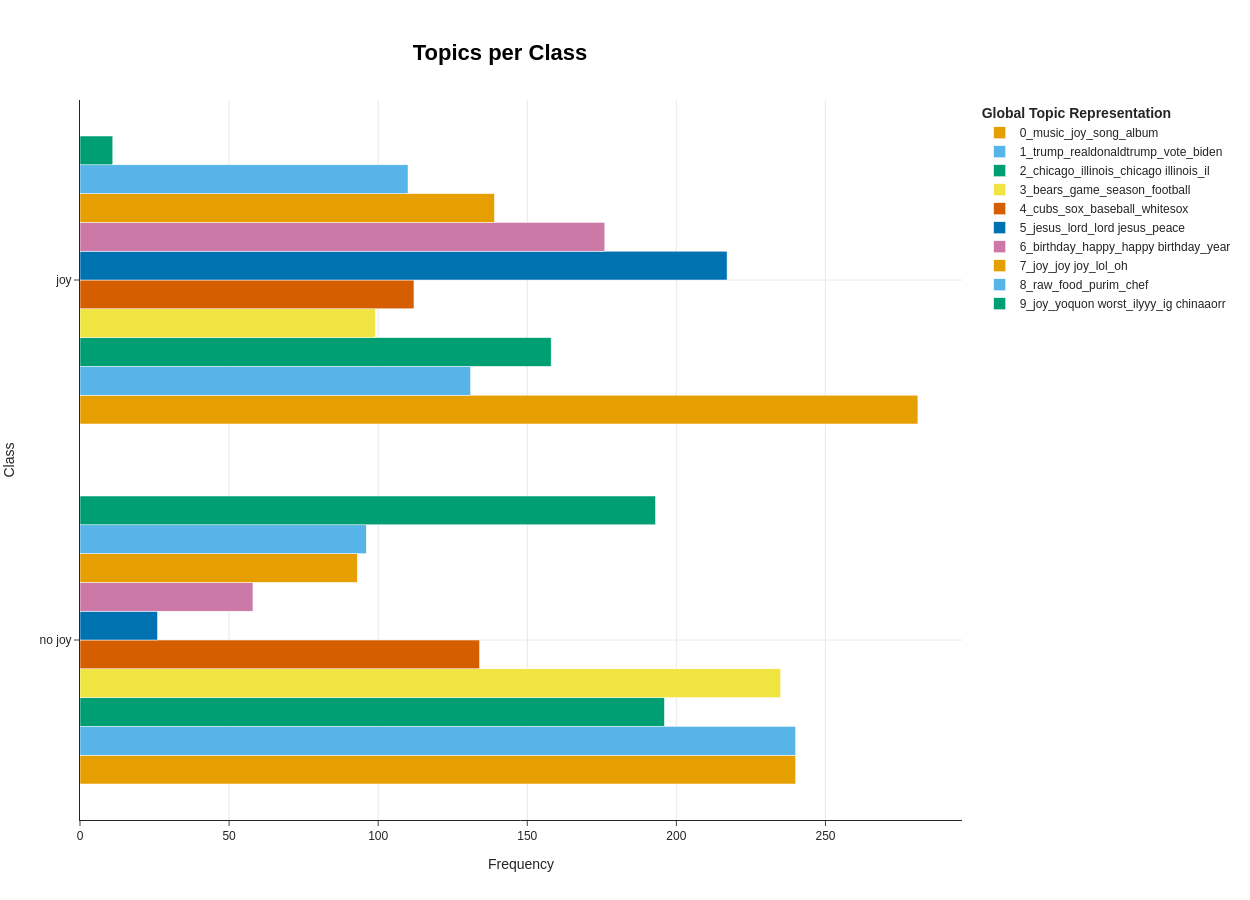 Topics per Class
Global Topic Representation
0_music_joy_song_album
1_trump_realdonaldtrump_vote_biden
2_chicago_illinois_chicago illinois_il
3_bears_game_season_football
4_cubs_sox_baseball_whitesox
5_jesus_lord_lord jesus_peace
6_birthday_happy_happy birthday_year
7_joy_joy joy_lol_oh
8_raw_food_purim_chef
9_joy_yoquon worst_ilyyy_ig chinaaorr
joy
Class
no joy
0 50 100 150 200 250
Frequency